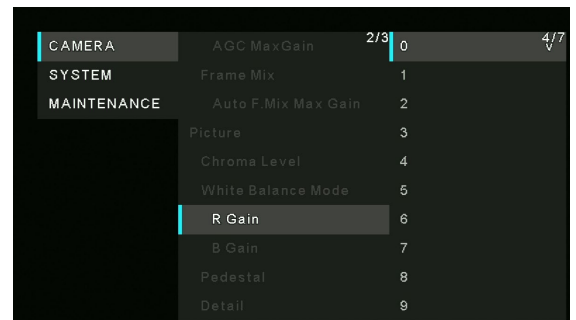 CAMERA
SYSTEM
MAINTENANCE
2/3
AGC MaxGain
Frame Mix
Auto F.Mix Max Gain
Picture
Chroma Level
White Balance Mode
R Gain
B Gain
Pedestal
Detail
4/7
0
1
2
3
4
5
6
7
8
9